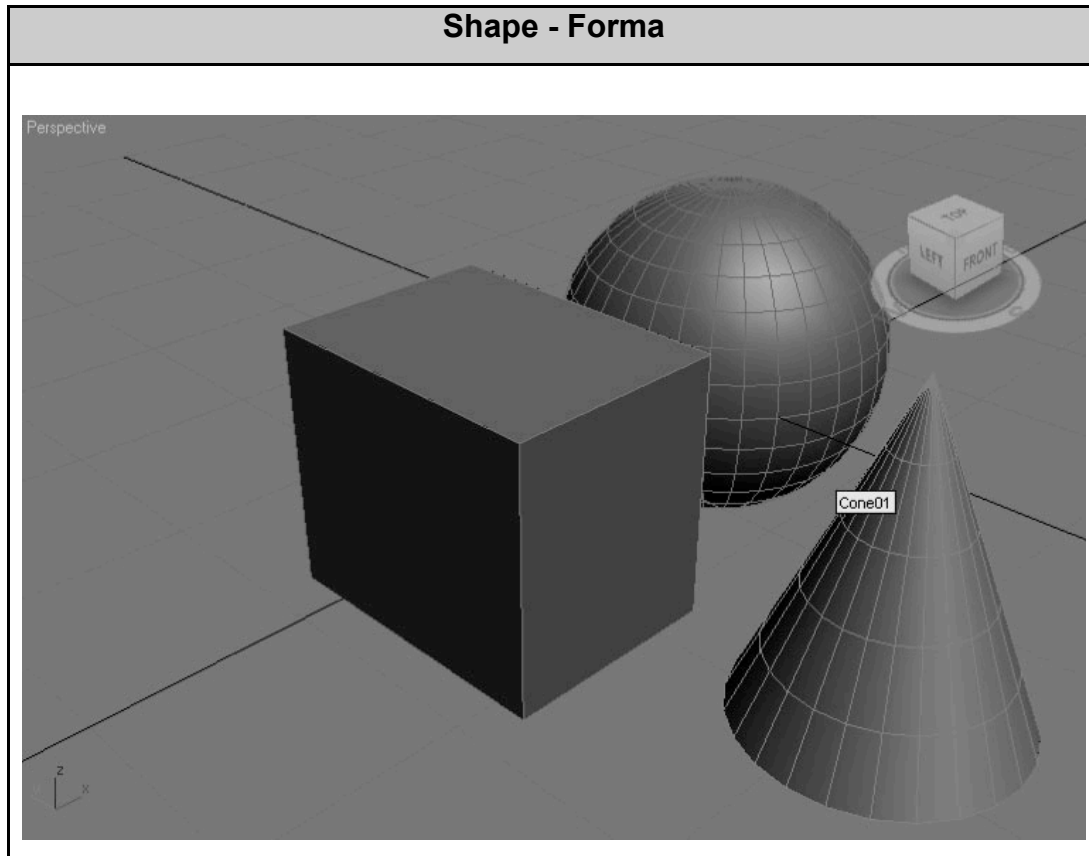 Shape - Forma
Perspective
TOP
LEFT
FRONT
Cone01
z
x